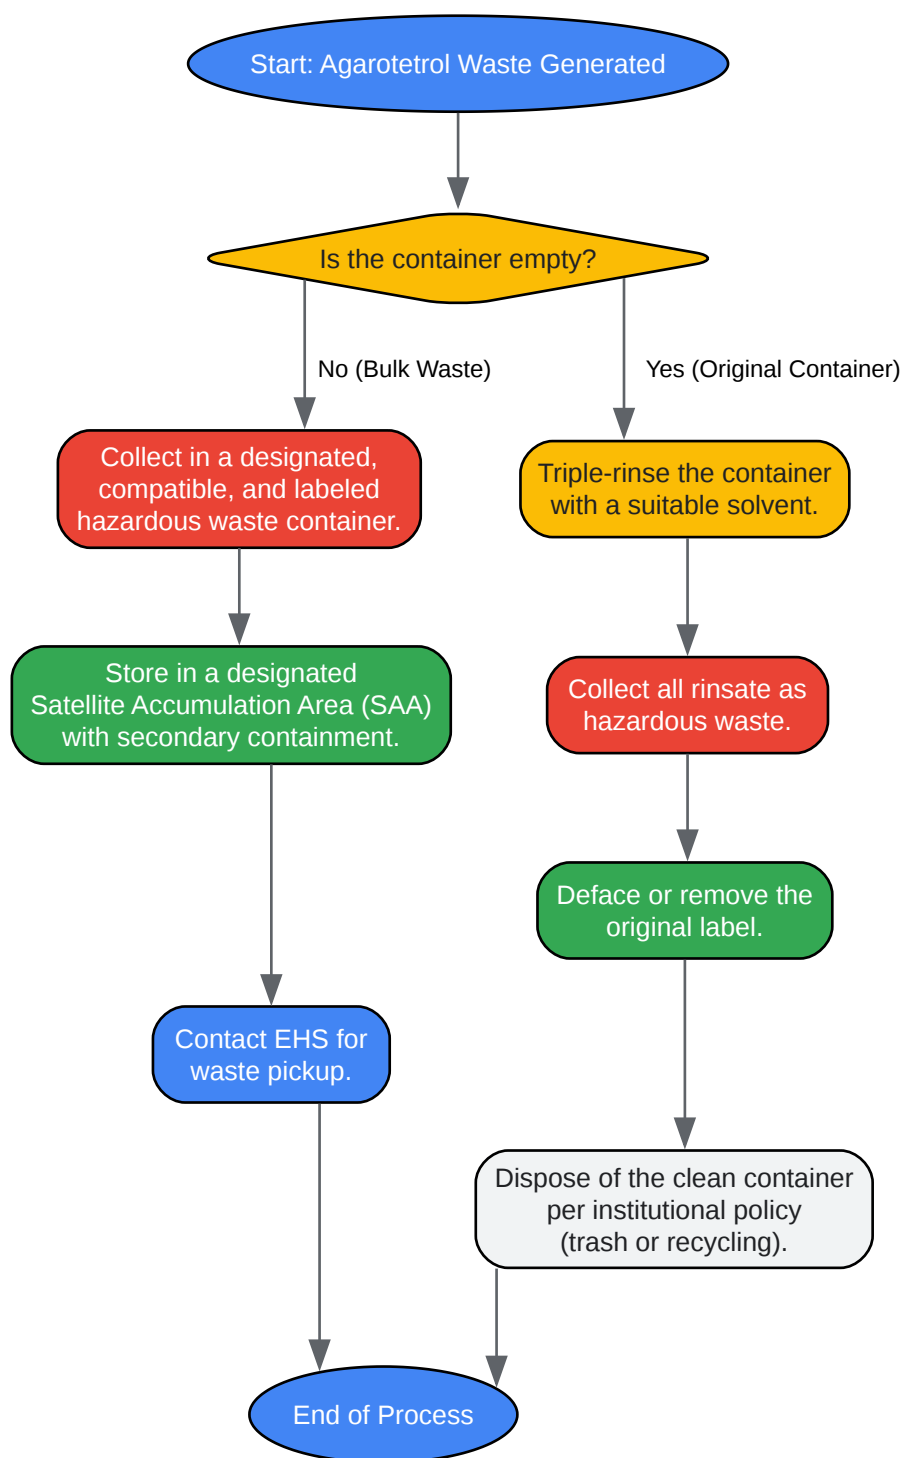 Start: Agarotetrol Waste Generated
Is the container empty?
No (Bulk Waste)
Yes (Original Container)
Collect in a designated,
compatible, and labeled
hazardous waste container.
Triple-rinse the container
with a suitable solvent.
Store in a designated
Satellite Accumulation Area (SAA)
with secondary containment.
Collect all rinsate as
hazardous waste.
Deface or remove the
original label.
Contact EHS for
waste pickup.
Dispose of the clean container
per institutional policy
(trash or recycling).
End of Process